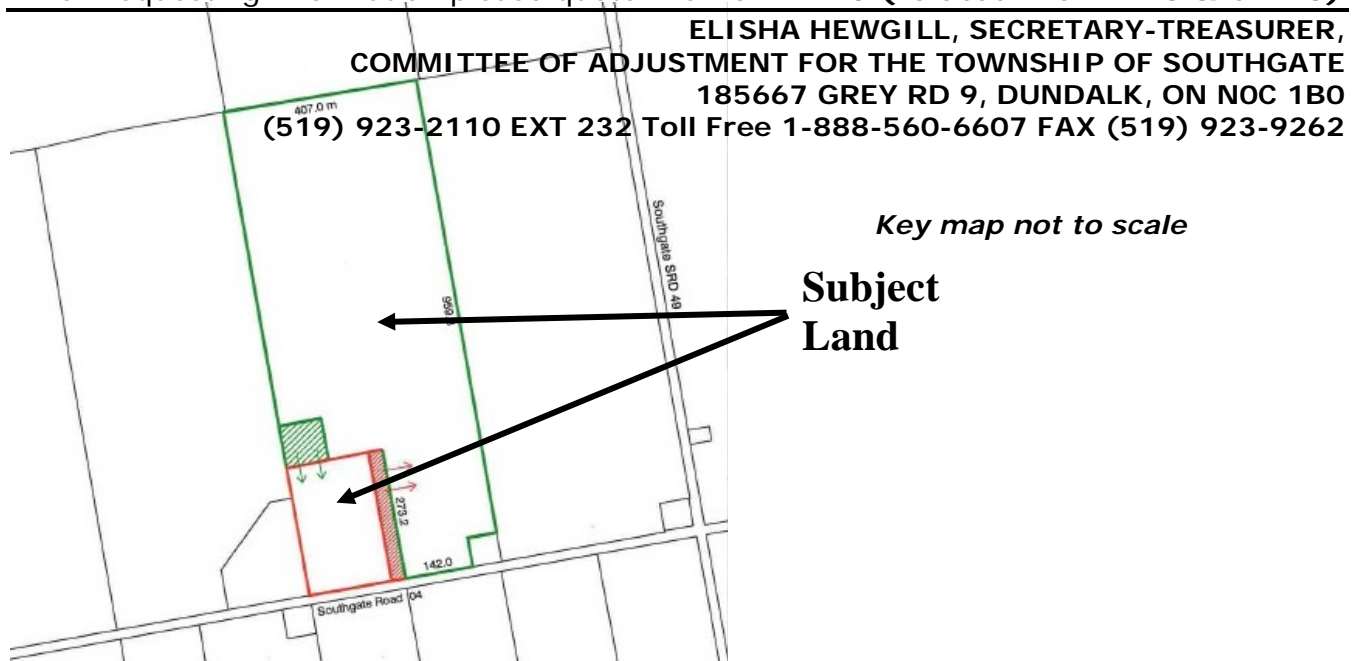 ELISHA HEWGILL, SECRETARY-TREASURER,
COMMITTEE OF ADJUSTMENT FOR THE TOWNSHIP OF SOUTHGATE
185667 GREY RD 9, DUNDALK, ON N0C 1B0
(519) 923-2110 EXT 232 Toll Free 1-888-560-6607 FAX (519) 923-9262
407.0 m
Southgate SRD 49
Key map not to scale
Subject
Land
273.2
142.0
Southgate Road 04